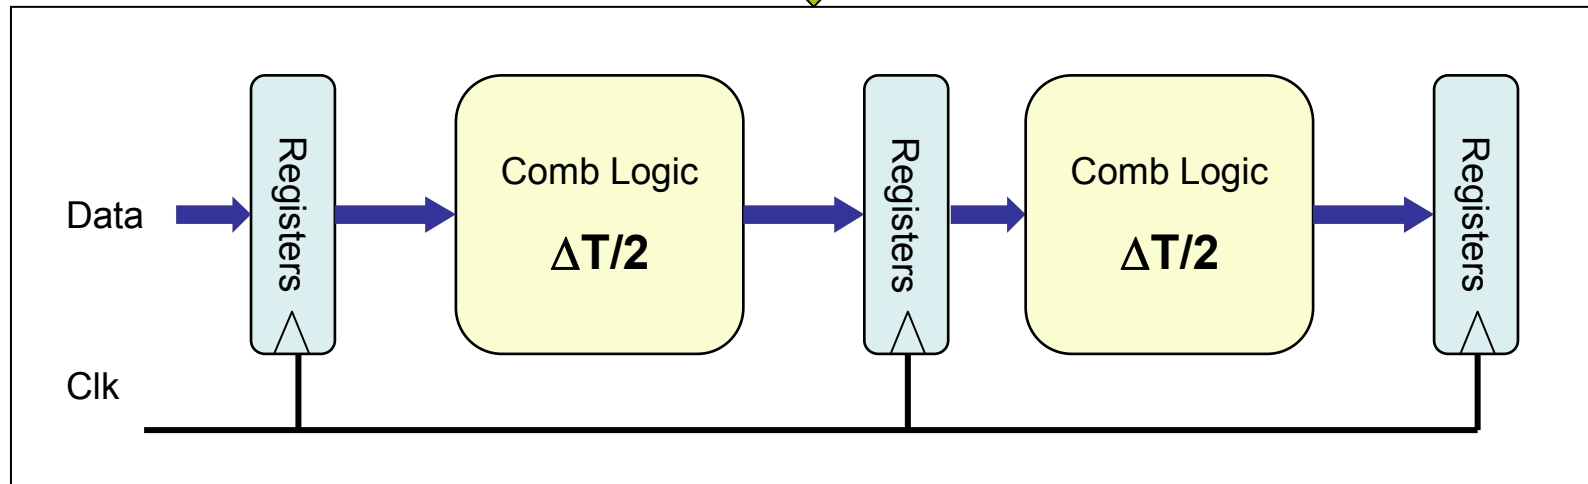 Data
Registers
Comb Logic
ΔT/2
Registers
Comb Logic
ΔT/2
Registers
Clk